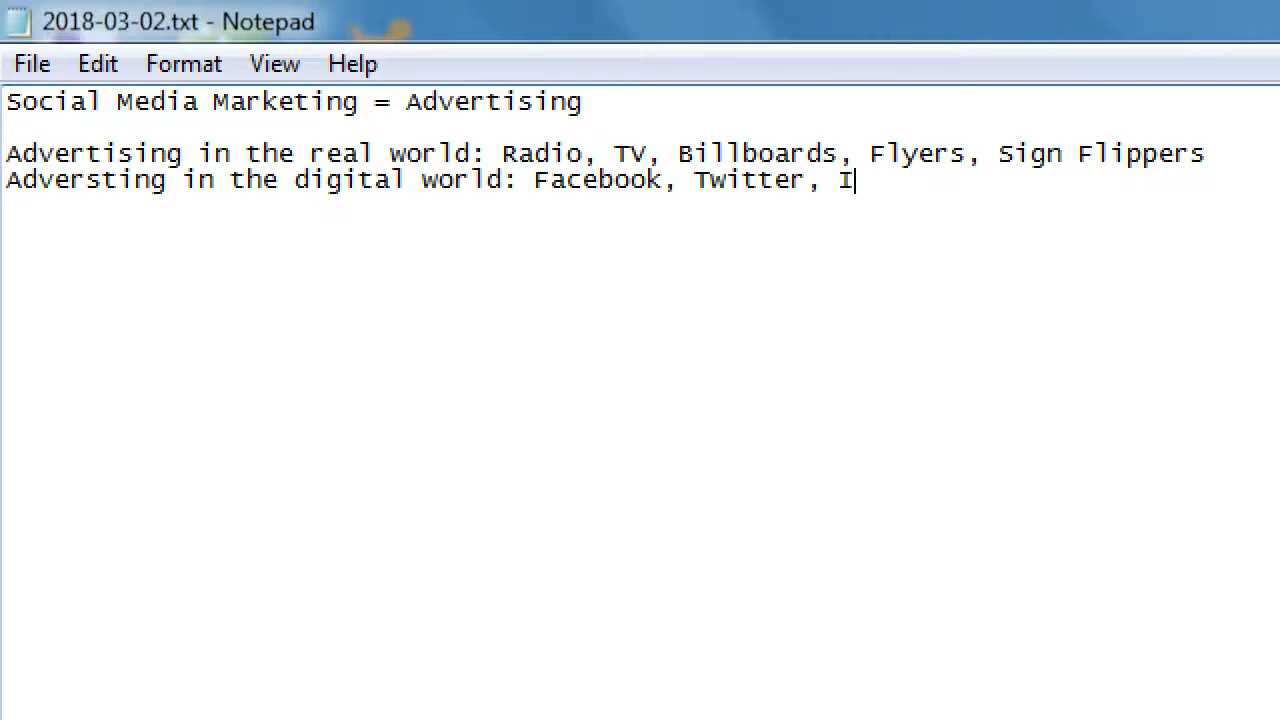 2018-03-02.txt - Notepad
File Edit Format View Help
Social Media Marketing = Advertising
Advertising in the real world: Radio, TV, Billboards, Flyers, Sign Flippers
Adversting in the digital world: Facebook, Twitter, I